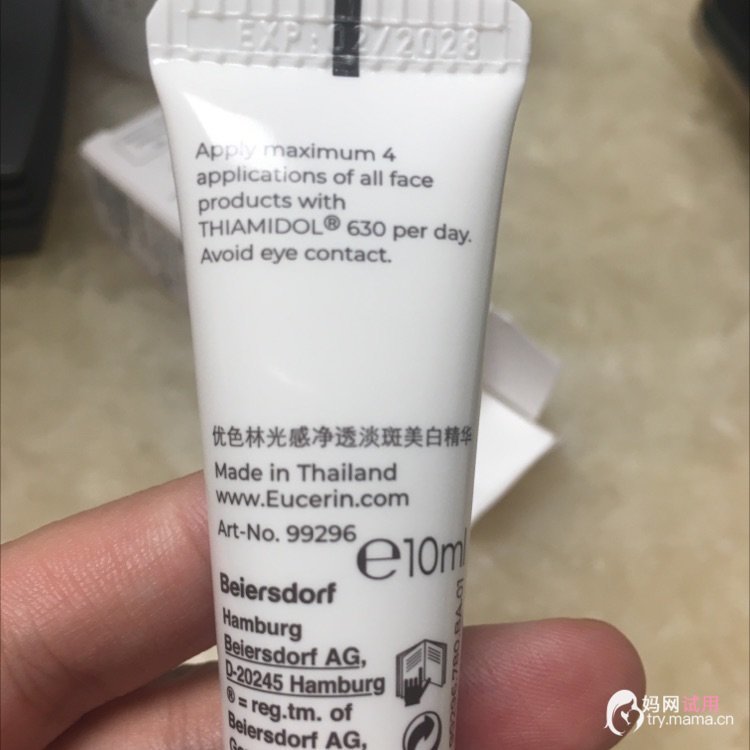 EXP: 02/2028
Apply maximum 4
applications of all face
products with
THIAMIDOL® 630 per day.
Avoid eye contact.
优色林光感净透淡斑美白精华
Made in Thailand
www.Eucerin.com
Art-No. 99296
e10ml
Beiersdorf
Hamburg
Beiersdorf AG,
D-20245 Hamburg
® = reg.tm. of
Beiersdorf AG,
妈网试用
try.mama.cn